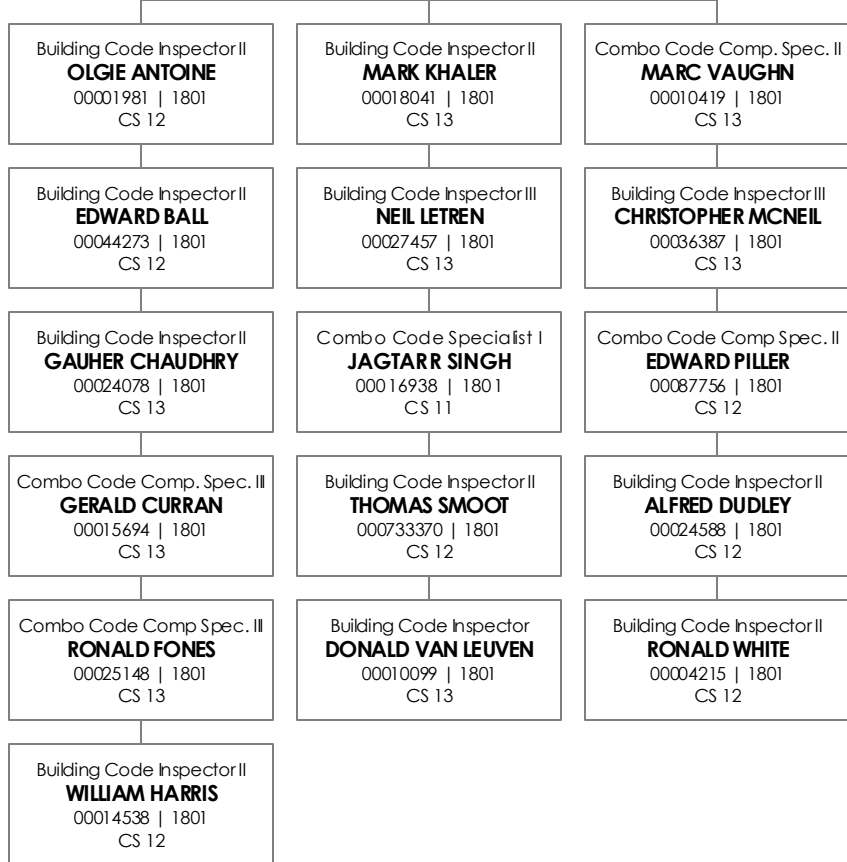 Building Code Inspector II
OLGIE ANTOINE
00001981 | 1801
CS 12
Building Code Inspector II
EDWARD BALL
00044273 | 1801
CS 12
Building Code Inspector II
GAUHER CHAUDHRY
00024078 | 1801
CS 13
Combo Code Comp. Spec. III
GERALD CURRAN
00015694 | 1801
CS 13
Combo Code Comp Spec. III
RONALD FONES
00025148 | 1801
CS 13
Building Code Inspector II
WILLIAM HARRIS
00014538 | 1801
CS 12
Building Code Inspector II
MARK KHALER
00018041 | 1801
CS 13
Building Code Inspector III
NEIL LETREN
00027457 | 1801
CS 13
Combo Code Specialist I
JAGTARR SINGH
00016938 | 1801
CS 11
Building Code Inspector II
THOMAS SMOOT
000733370 | 1801
CS 12
Building Code Inspector
DONALD VAN LEUVEN
00010099 | 1801
CS 13
Combo Code Comp. Spec. II
MARC VAUGHN
00010419 | 1801
CS 13
Building Code Inspector III
CHRISTOPHER MCNEIL
00036387 | 1801
CS 13
Combo Code Comp Spec. II
EDWARD PILLER
00087756 | 1801
CS 12
Building Code Inspector II
ALFRED DUDLEY
00024588 | 1801
CS 12
Building Code Inspector II
RONALD WHITE
00004215 | 1801
CS 12